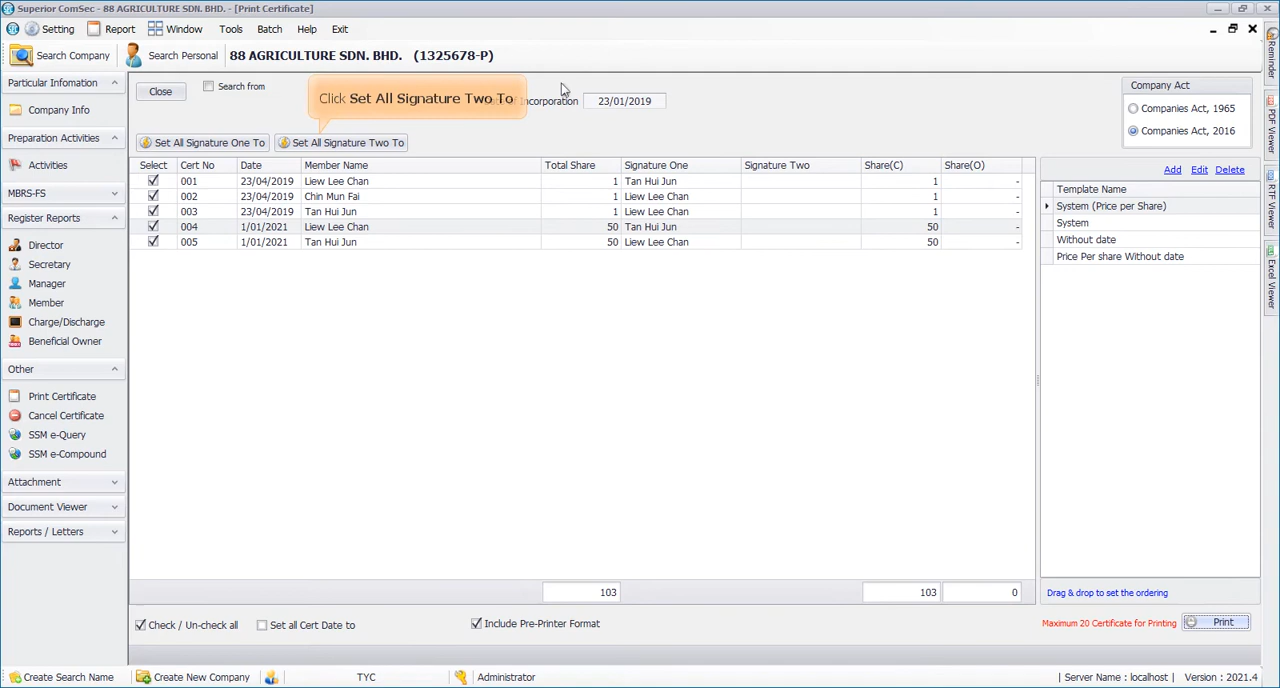 Superior ComSec - 88 AGRICULTURE SDN. BHD. - [Print Certificate]
Setting Report Window Tools Batch Help Exit
Search Company Search Personal 88 AGRICULTURE SDN. BHD. (1325678-P)
Particular Infomation
Company Info
Preparation Activities
Activities
MBRS-FS
Register Reports
Director
Secretary
Manager
Member
Charge/Discharge
Beneficial Owner
Other
Print Certificate
Cancel Certificate
SSM e-Query
SSM e-Compound
Attachment
Document Viewer
Reports / Letters
Close Search from
Click Set All Signature Two To
Incorporation 23/01/2019
Company Act
Companies Act, 1965
Companies Act, 2016
Set All Signature One To Set All Signature Two To
Select Cert No Date Member Name Total Share Signature One Signature Two Share(C) Share(O)
001 23/04/2019 Liew Lee Chan 1 Tan Hui Jun 1 -
002 23/04/2019 Chin Mun Fai 1 Liew Lee Chan 1 -
003 23/04/2019 Tan Hui Jun 1 Liew Lee Chan 1 -
004 1/01/2021 Liew Lee Chan 50 Tan Hui Jun 50 -
005 1/01/2021 Tan Hui Jun 50 Liew Lee Chan 50 -
103 103 0
Add Edit Delete
Template Name
System (Price per Share)
System
Without date
Price Per share Without date
Drag & drop to set the ordering
Check / Un-check all Set all Cert Date to Include Pre-Printer Format
Maximum 20 Certificate for Printing Print
Reminder
PDF Viewer
RTF Viewer
Excel Viewer
Create Search Name Create New Company TYC Administrator | Server Name : localhost | Version : 2021.4